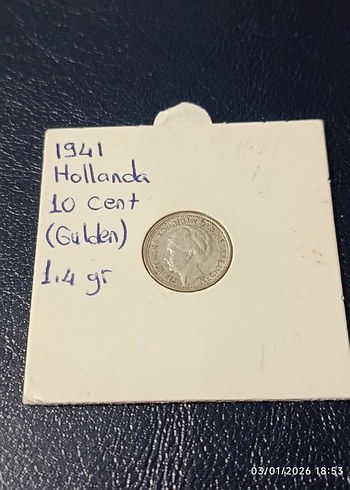 1941
Hollanda
10 Cent
(Gulden)
1.4 gr
03/01/2026 18:53